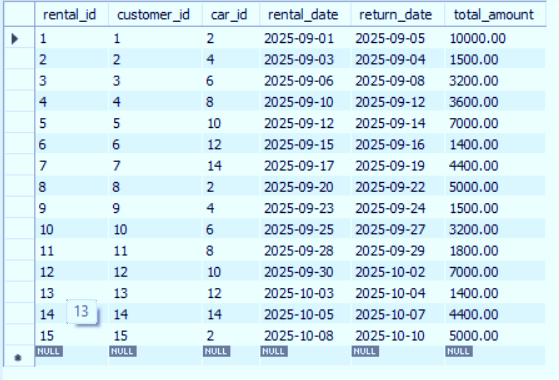 rental_id customer_id car_id rental_date return_date total_amount
1 1 2 2025-09-01 2025-09-05 10000.00
2 2 4 2025-09-03 2025-09-04 1500.00
3 3 6 2025-09-06 2025-09-08 3200.00
4 4 8 2025-09-10 2025-09-12 3600.00
5 5 10 2025-09-12 2025-09-14 7000.00
6 6 12 2025-09-15 2025-09-16 1400.00
7 7 14 2025-09-17 2025-09-19 4400.00
8 8 2 2025-09-20 2025-09-22 5000.00
9 9 4 2025-09-23 2025-09-24 1500.00
10 10 6 2025-09-25 2025-09-27 3200.00
11 11 8 2025-09-28 2025-09-29 1800.00
12 12 10 2025-09-30 2025-10-02 7000.00
13 13 12 2025-10-03 2025-10-04 1400.00
14 13 14 14 2025-10-05 2025-10-07 4400.00
15 15 2 2025-10-08 2025-10-10 5000.00
NULL NULL NULL NULL NULL NULL